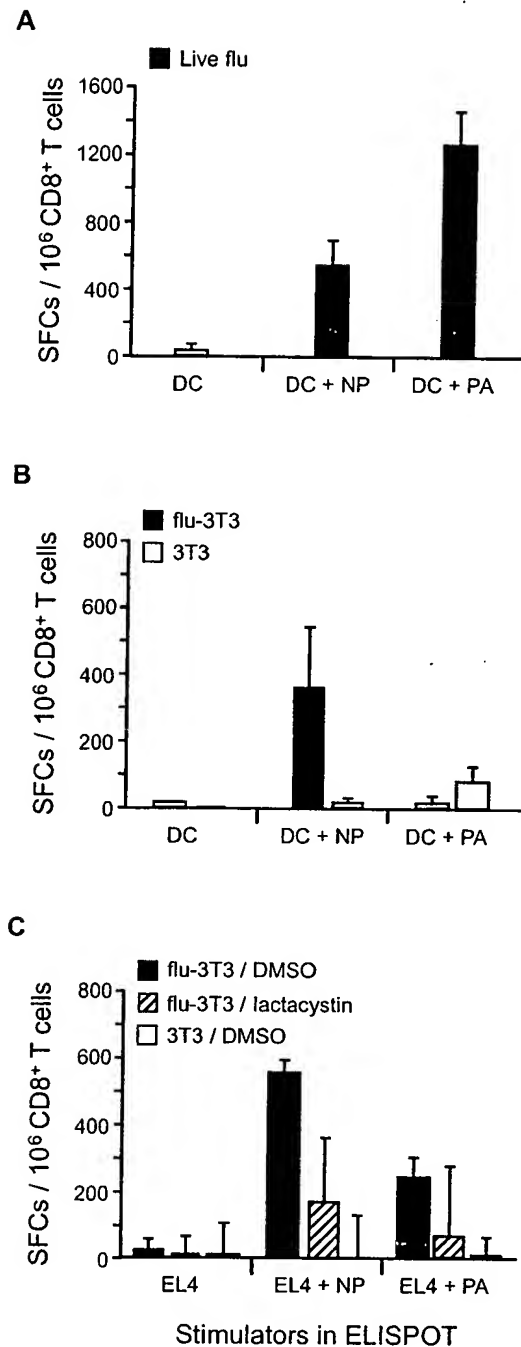 A
Live flu
SFCs / 10⁶ CD8⁺ T cells
1600
1200
800
400
0
DC
DC + NP
DC + PA
B
flu-3T3
3T3
SFCs / 10⁶ CD8⁺ T cells
800
600
400
200
0
DC
DC + NP
DC + PA
C
flu-3T3 / DMSO
flu-3T3 / lactacystin
3T3 / DMSO
SFCs / 10⁶ CD8⁺ T cells
800
600
400
200
0
EL4
EL4 + NP
EL4 + PA
Stimulators in ELISPOT